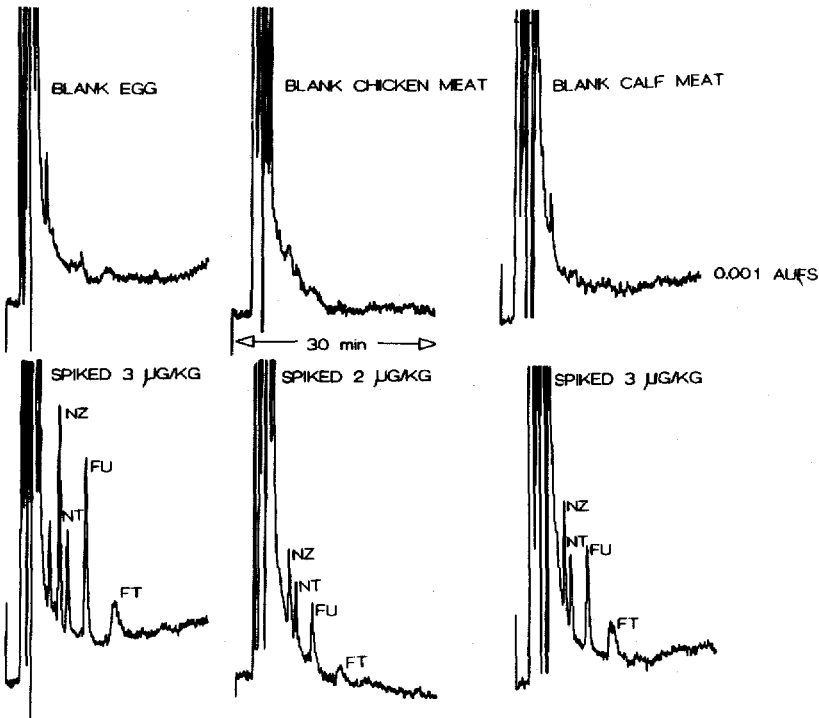 BLANK EGG
BLANK CHICKEN MEAT
BLANK CALF MEAT
0.001 AUFS
30 min
SPIKED 3 µG/KG
NZ
FU
NT
FT
SPIKED 2 µG/KG
NZ
NT
FU
FT
SPIKED 3 µG/KG
NZ
NT
FU
FT